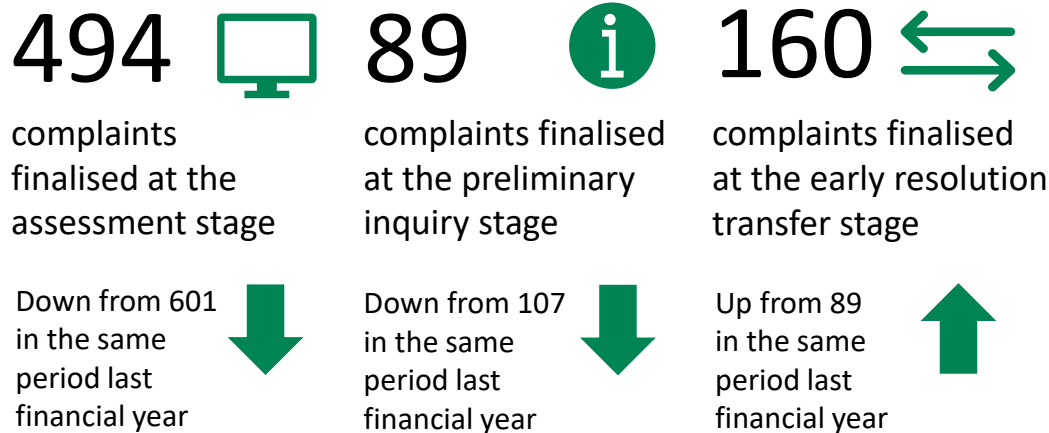 494
complaints
finalised at the
assessment stage
Down from 601
in the same
period last
financial year
89
i
complaints finalised
at the preliminary
inquiry stage
Down from 107
in the same
period last
financial year
160
complaints finalised
at the early resolution
transfer stage
Up from 89
in the same
period last
financial year